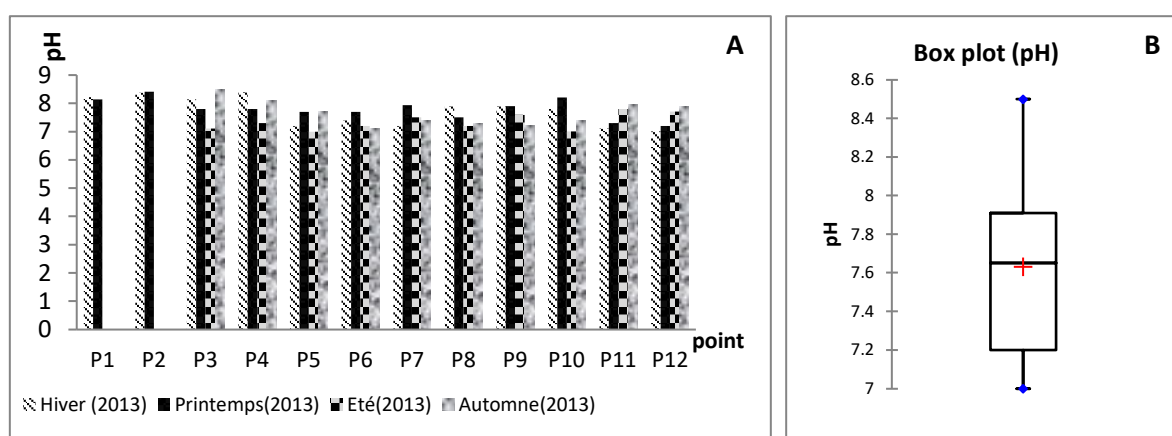 A
pH
9
8
7
6
5
4
3
2
1
0
point
P1 P2 P3 P4 P5 P6 P7 P8 P9 P10 P11 P12
Hiver (2013) Printemps(2013) Eté(2013) Automne(2013)
B
Box plot (pH)
pH
8.6
8.4
8.2
8
7.8
7.6
7.4
7.2
7